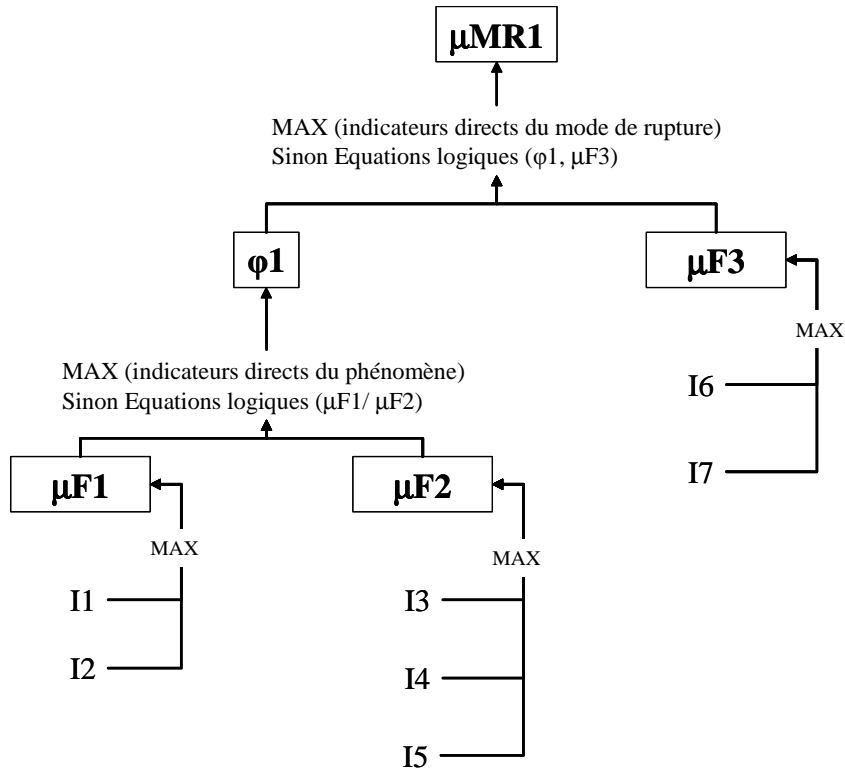 μMR1
MAX (indicateurs directs du mode de rupture)
Sinon Equations logiques (φ1, μF3)
φ1
μF3
MAX
I6
I7
MAX (indicateurs directs du phénomène)
Sinon Equations logiques (μF1/ μF2)
μF1
μF2
MAX
MAX
I1
I3
I2
I4
I5